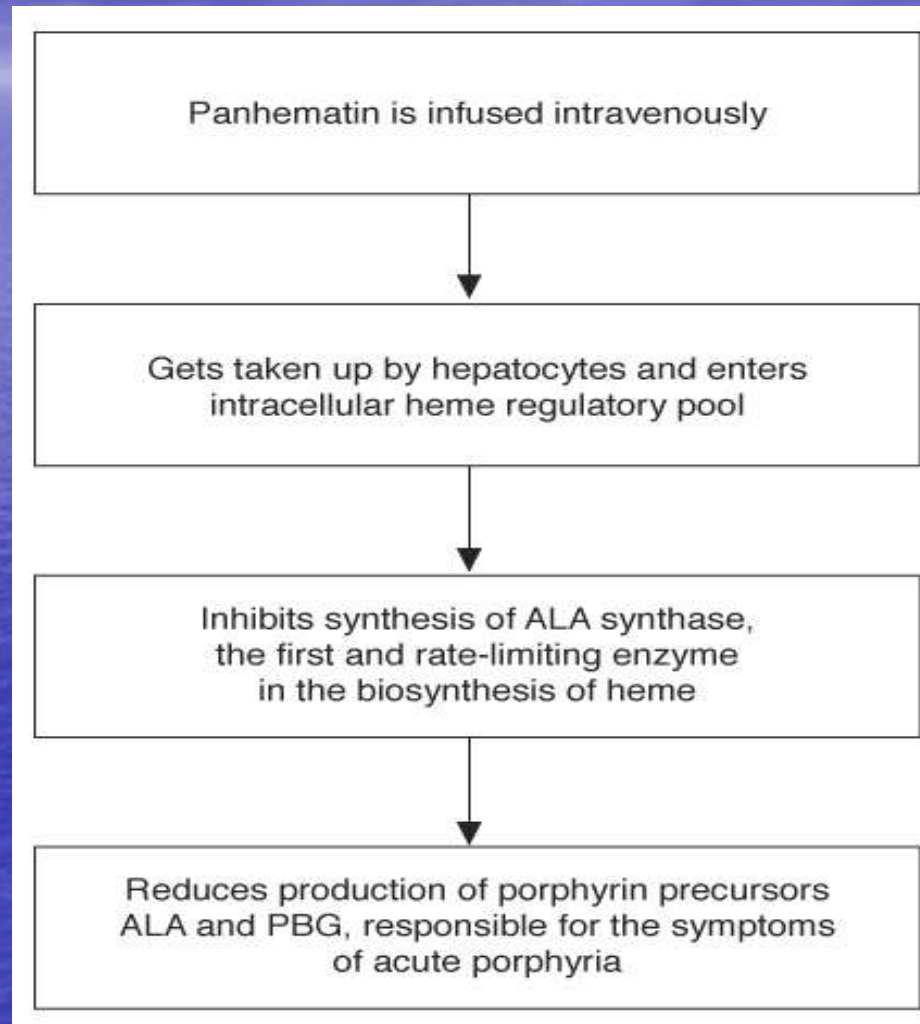 Panhematin is infused intravenously
Gets taken up by hepatocytes and enters
intracellular heme regulatory pool
Inhibits synthesis of ALA synthase,
the first and rate-limiting enzyme
in the biosynthesis of heme
Reduces production of porphyrin precursors
ALA and PBG, responsible for the symptoms
of acute porphyria